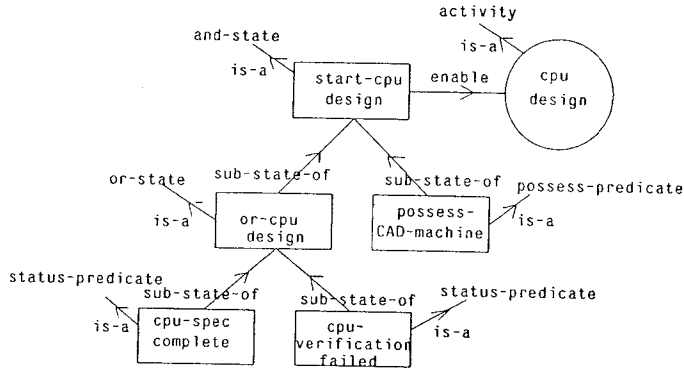 activity
and-state
is-a
is-a
start-cpu
design
enable
cpu
design
sub-state-of
sub-state-of
or-state
is-a
or-cpu
design
possess-
CAD-machine
possess-predicate
is-a
status-predicate
is-a
sub-state-of
sub-state-of
status-predicate
is-a
cpu-spec
complete
cpu-
verification
failed